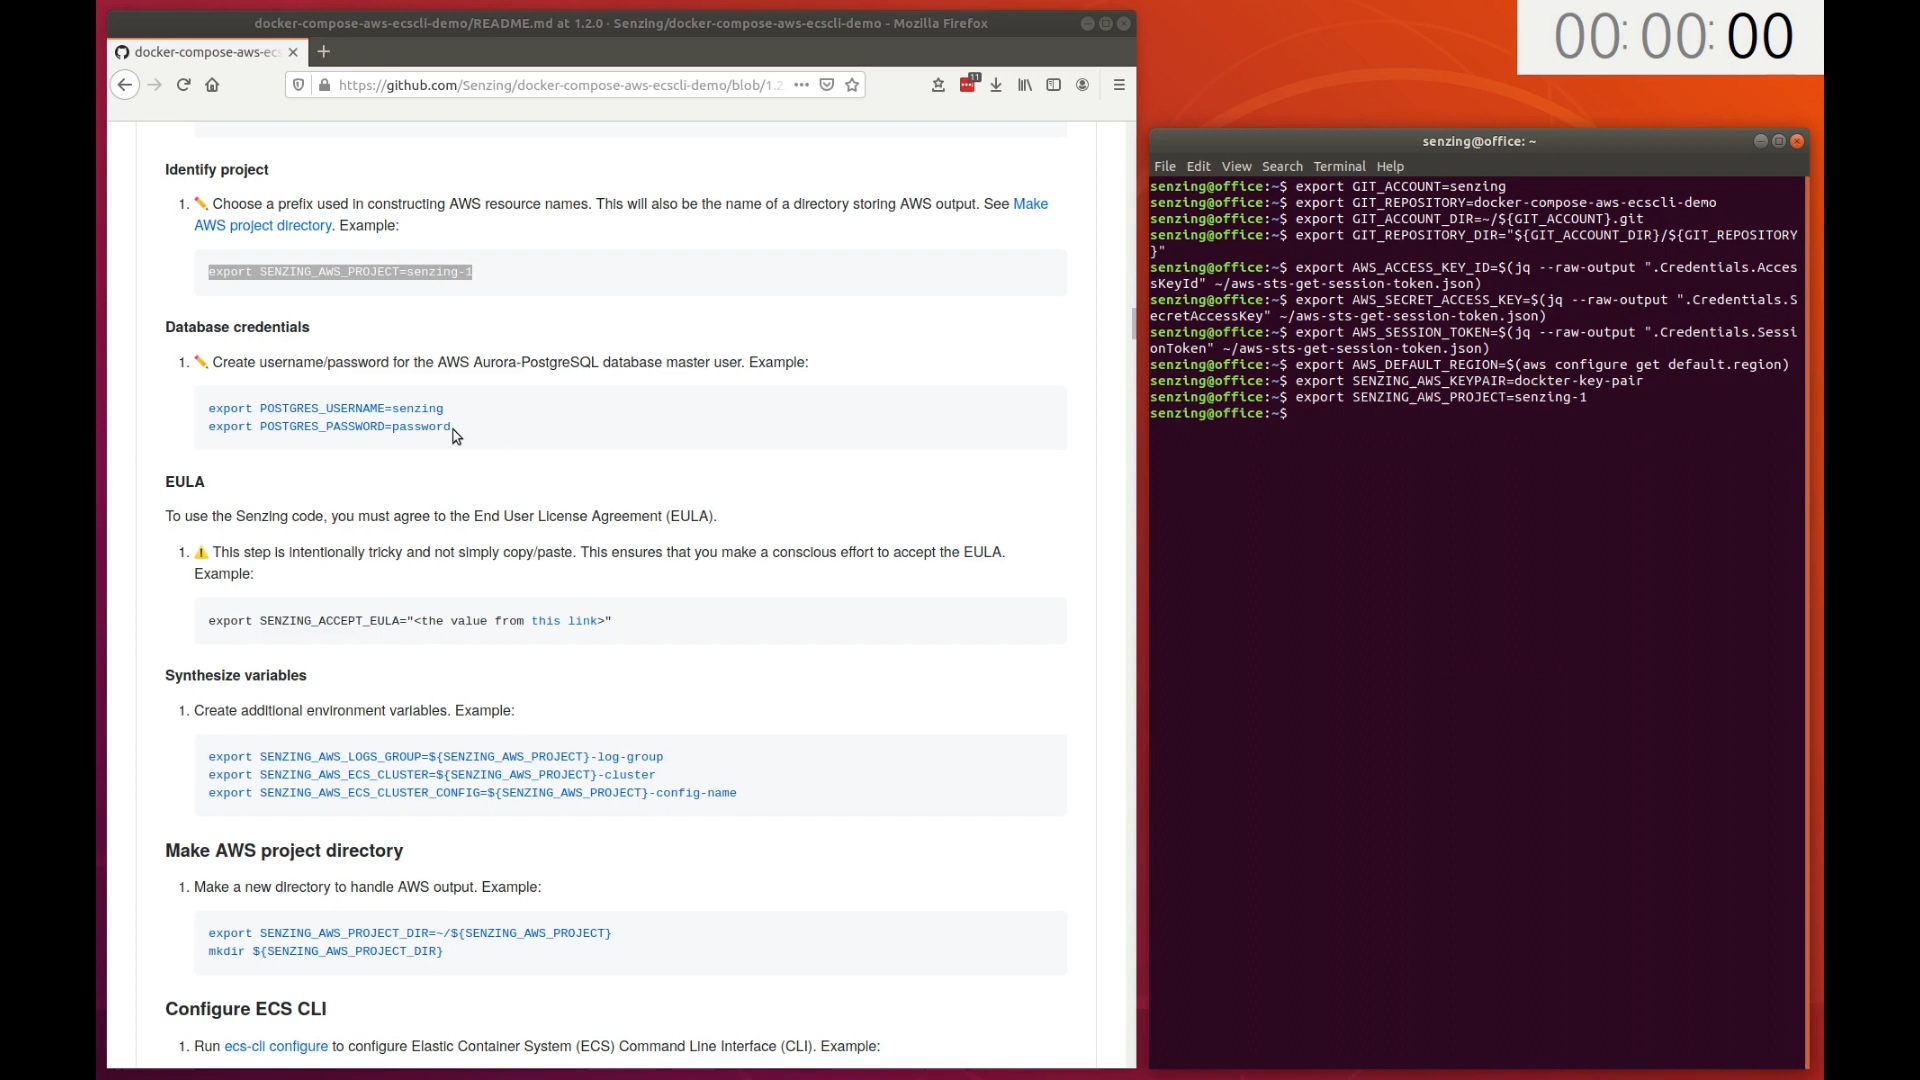 docker-compose-aws-ecscli-demo/README.md at 1.2.0 · Senzing/docker-compose-aws-ecscli-demo - Mozilla Firefox
docker-compose-aws-ecs
https://github.com/Senzing/docker-compose-aws-ecscli-demo/blob/1.2
11
Identify project
1. Choose a prefix used in constructing AWS resource names. This will also be the name of a directory storing AWS output. See Make
AWS project directory. Example:
export SENZING_AWS_PROJECT=senzing-1
Database credentials
1. Create username/password for the AWS Aurora-PostgreSQL database master user. Example:
export POSTGRES_USERNAME=senzing
export POSTGRES_PASSWORD=password
EULA
To use the Senzing code, you must agree to the End User License Agreement (EULA).
1. This step is intentionally tricky and not simply copy/paste. This ensures that you make a conscious effort to accept the EULA.
Example:
export SENZING_ACCEPT_EULA="<the value from this link>"
Synthesize variables
1. Create additional environment variables. Example:
export SENZING_AWS_LOGS_GROUP=${SENZING_AWS_PROJECT}-log-group
export SENZING_AWS_ECS_CLUSTER=${SENZING_AWS_PROJECT}-cluster
export SENZING_AWS_ECS_CLUSTER_CONFIG=${SENZING_AWS_PROJECT}-config-name
Make AWS project directory
1. Make a new directory to handle AWS output. Example:
export SENZING_AWS_PROJECT_DIR=~/${SENZING_AWS_PROJECT}
mkdir ${SENZING_AWS_PROJECT_DIR}
Configure ECS CLI
1. Run ecs-cli configure to configure Elastic Container System (ECS) Command Line Interface (CLI). Example:
00:00:00
senzing@office: ~
File Edit View Search Terminal Help
senzing@office:~$ export GIT_ACCOUNT=senzing
senzing@office:~$ export GIT_REPOSITORY=docker-compose-aws-ecscli-demo
senzing@office:~$ export GIT_ACCOUNT_DIR=~/${GIT_ACCOUNT}.git
senzing@office:~$ export GIT_REPOSITORY_DIR="${GIT_ACCOUNT_DIR}/${GIT_REPOSITORY
}"
senzing@office:~$ export AWS_ACCESS_KEY_ID=$(jq --raw-output ".Credentials.Acces
sKeyId" ~/aws-sts-get-session-token.json)
senzing@office:~$ export AWS_SECRET_ACCESS_KEY=$(jq --raw-output ".Credentials.S
ecretAccessKey" ~/aws-sts-get-session-token.json)
senzing@office:~$ export AWS_SESSION_TOKEN=$(jq --raw-output ".Credentials.Sessi
onToken" ~/aws-sts-get-session-token.json)
senzing@office:~$ export AWS_DEFAULT_REGION=$(aws configure get default.region)
senzing@office:~$ export SENZING_AWS_KEYPAIR=dockter-key-pair
senzing@office:~$ export SENZING_AWS_PROJECT=senzing-1
senzing@office:~$